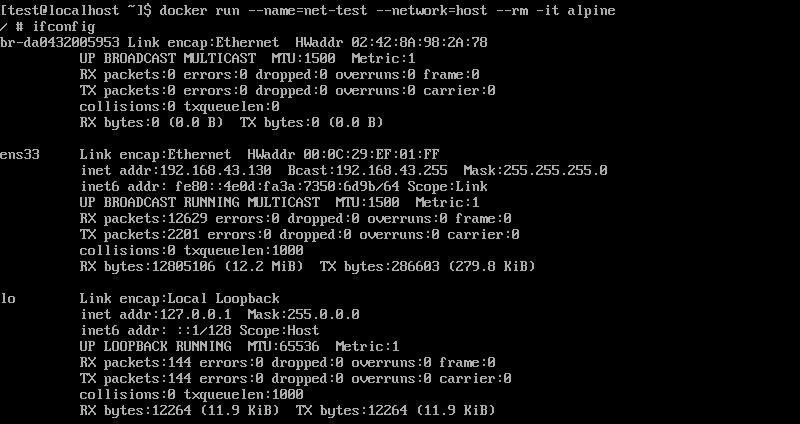 [test@localhost ~]$ docker run --name=net-test --network=host --rm -it alpine
/ # ifconfig
br-da0432005953 Link encap:Ethernet  HWaddr 02:42:8A:98:2A:78
          UP BROADCAST MULTICAST  MTU:1500  Metric:1
          RX packets:0 errors:0 dropped:0 overruns:0 frame:0
          TX packets:0 errors:0 dropped:0 overruns:0 carrier:0
          collisions:0 txqueuelen:0
          RX bytes:0 (0.0 B)  TX bytes:0 (0.0 B)
ens33     Link encap:Ethernet  HWaddr 00:0C:29:EF:01:FF
          inet addr:192.168.43.130  Bcast:192.168.43.255  Mask:255.255.255.0
          inet6 addr: fe80::4e0d:fa3a:7350:6d9b/64 Scope:Link
          UP BROADCAST RUNNING MULTICAST  MTU:1500  Metric:1
          RX packets:12629 errors:0 dropped:0 overruns:0 frame:0
          TX packets:2201 errors:0 dropped:0 overruns:0 carrier:0
          collisions:0 txqueuelen:1000
          RX bytes:12805106 (12.2 MiB)  TX bytes:286603 (279.8 KiB)
lo        Link encap:Local Loopback
          inet addr:127.0.0.1  Mask:255.0.0.0
          inet6 addr: ::1/128 Scope:Host
          UP LOOPBACK RUNNING  MTU:65536  Metric:1
          RX packets:144 errors:0 dropped:0 overruns:0 frame:0
          TX packets:144 errors:0 dropped:0 overruns:0 carrier:0
          collisions:0 txqueuelen:1000
          RX bytes:12264 (11.9 KiB)  TX bytes:12264 (11.9 KiB)